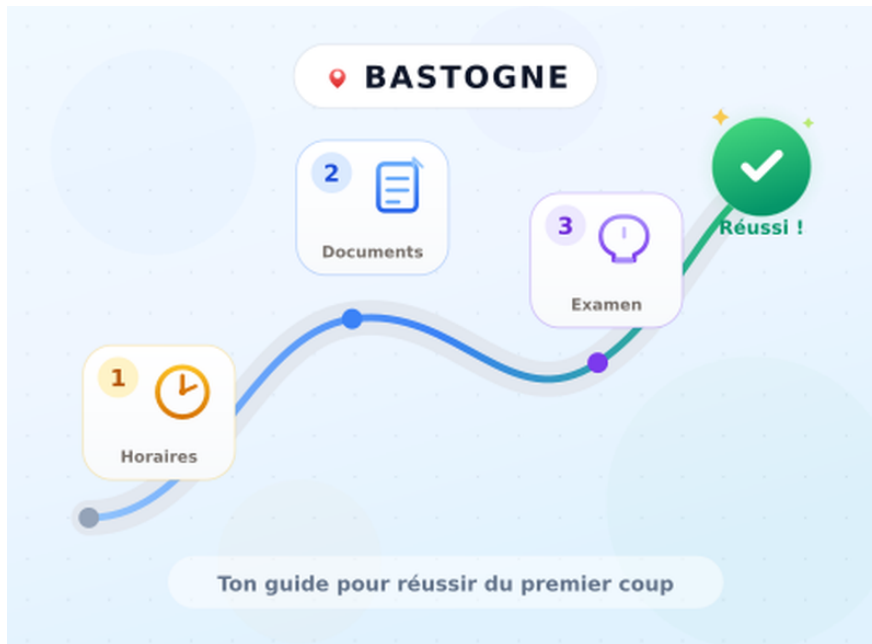 BASTOGNE
2
Documents
3
Examen
Réussi !
1
Horaires
Ton guide pour réussir du premier coup